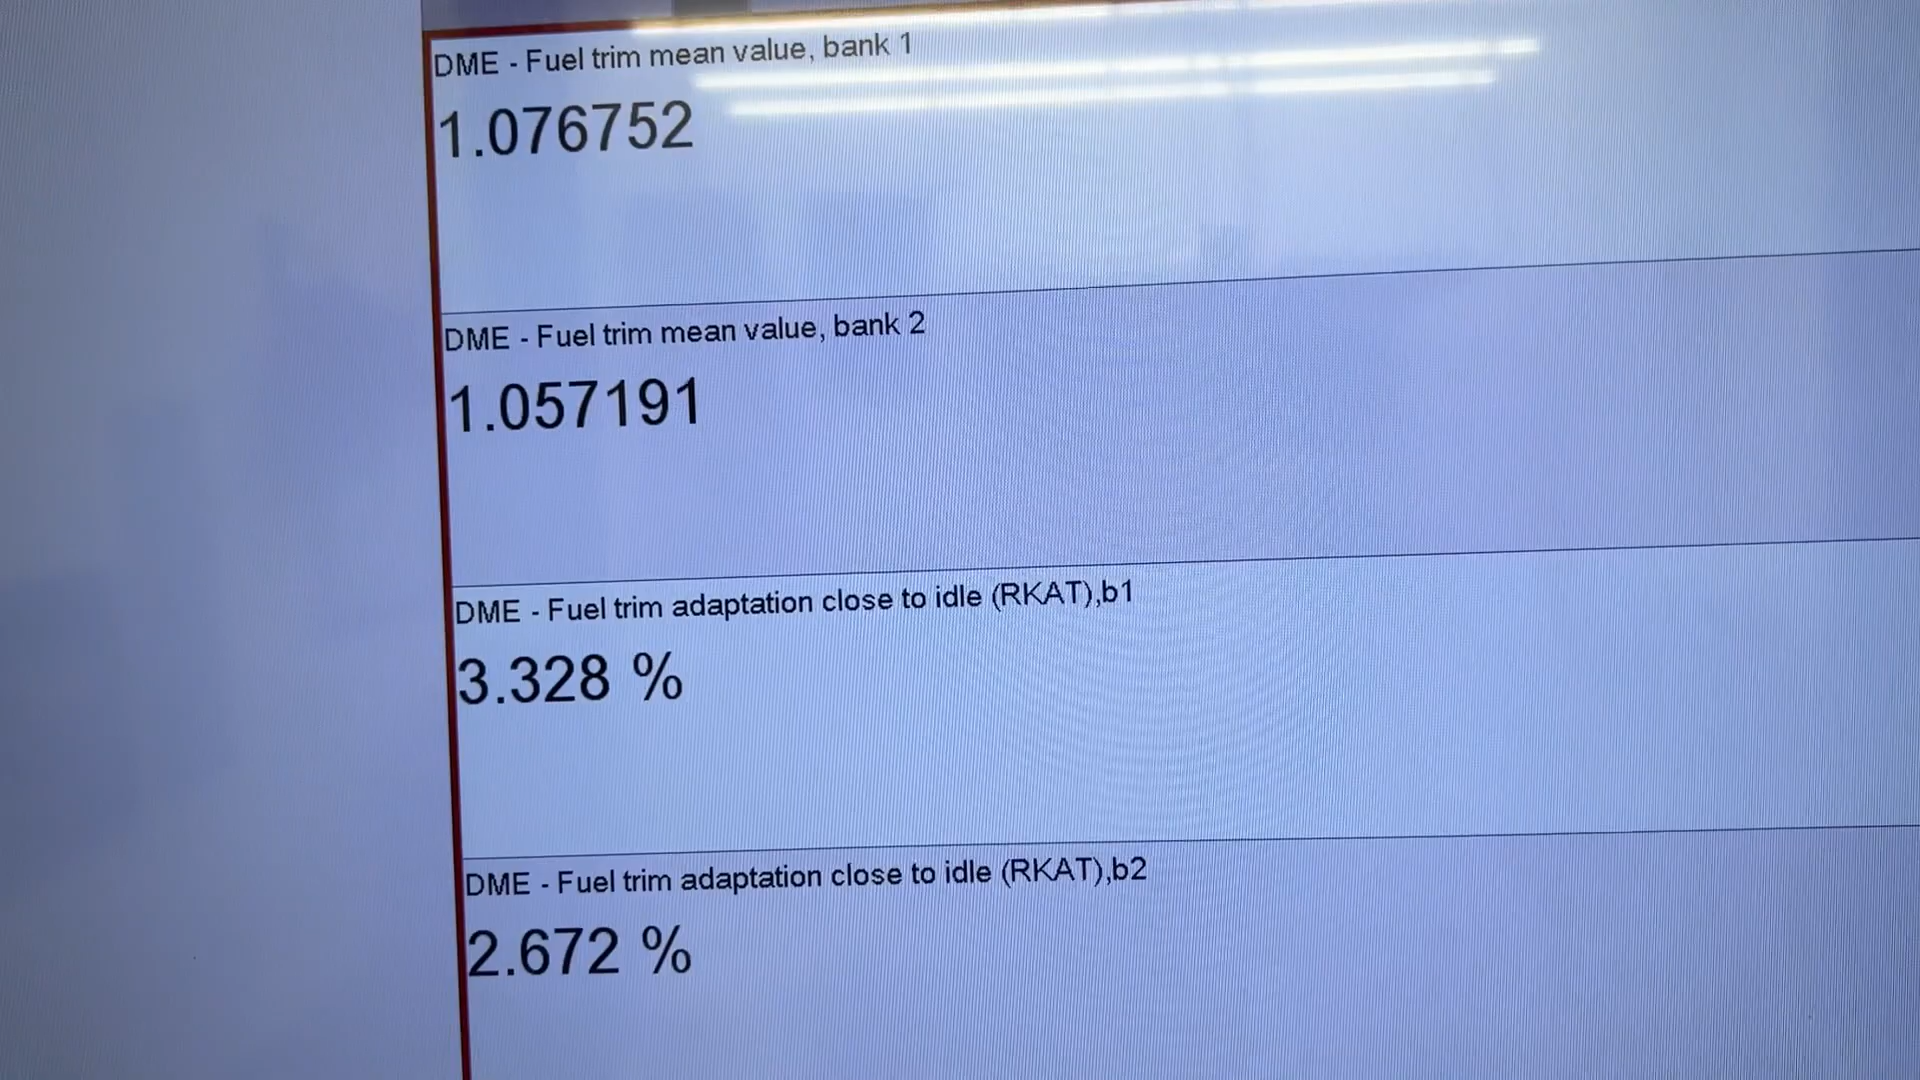 DME - Fuel trim mean value, bank 1
1.076752
DME - Fuel trim mean value, bank 2
1.057191
DME - Fuel trim adaptation close to idle (RKAT),b1
3.328 %
DME - Fuel trim adaptation close to idle (RKAT),b2
2.672 %